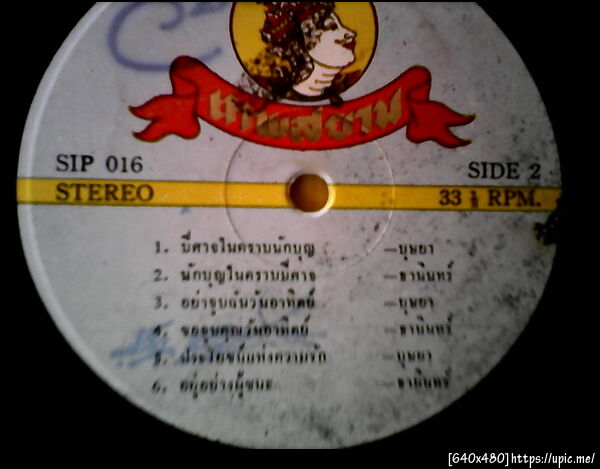 SIP 016 SIDE 2
STEREO 33 ⅓ RPM.
1. ปีศาจในคราบนักบุญ —บุษยา
2. นักบุญในคราบปีศาจ —ธานินทร์
3. อย่าจูบฉันวันอาทิตย์ —บุษยา
4. ขอจูบคุณวันอาทิตย์ —ธานินทร์
5. ประโยชน์แห่งความรัก —บุษยา
6. อยู่อย่างผู้ชนะ —ธานินทร์
[640x480]https://upic.me/